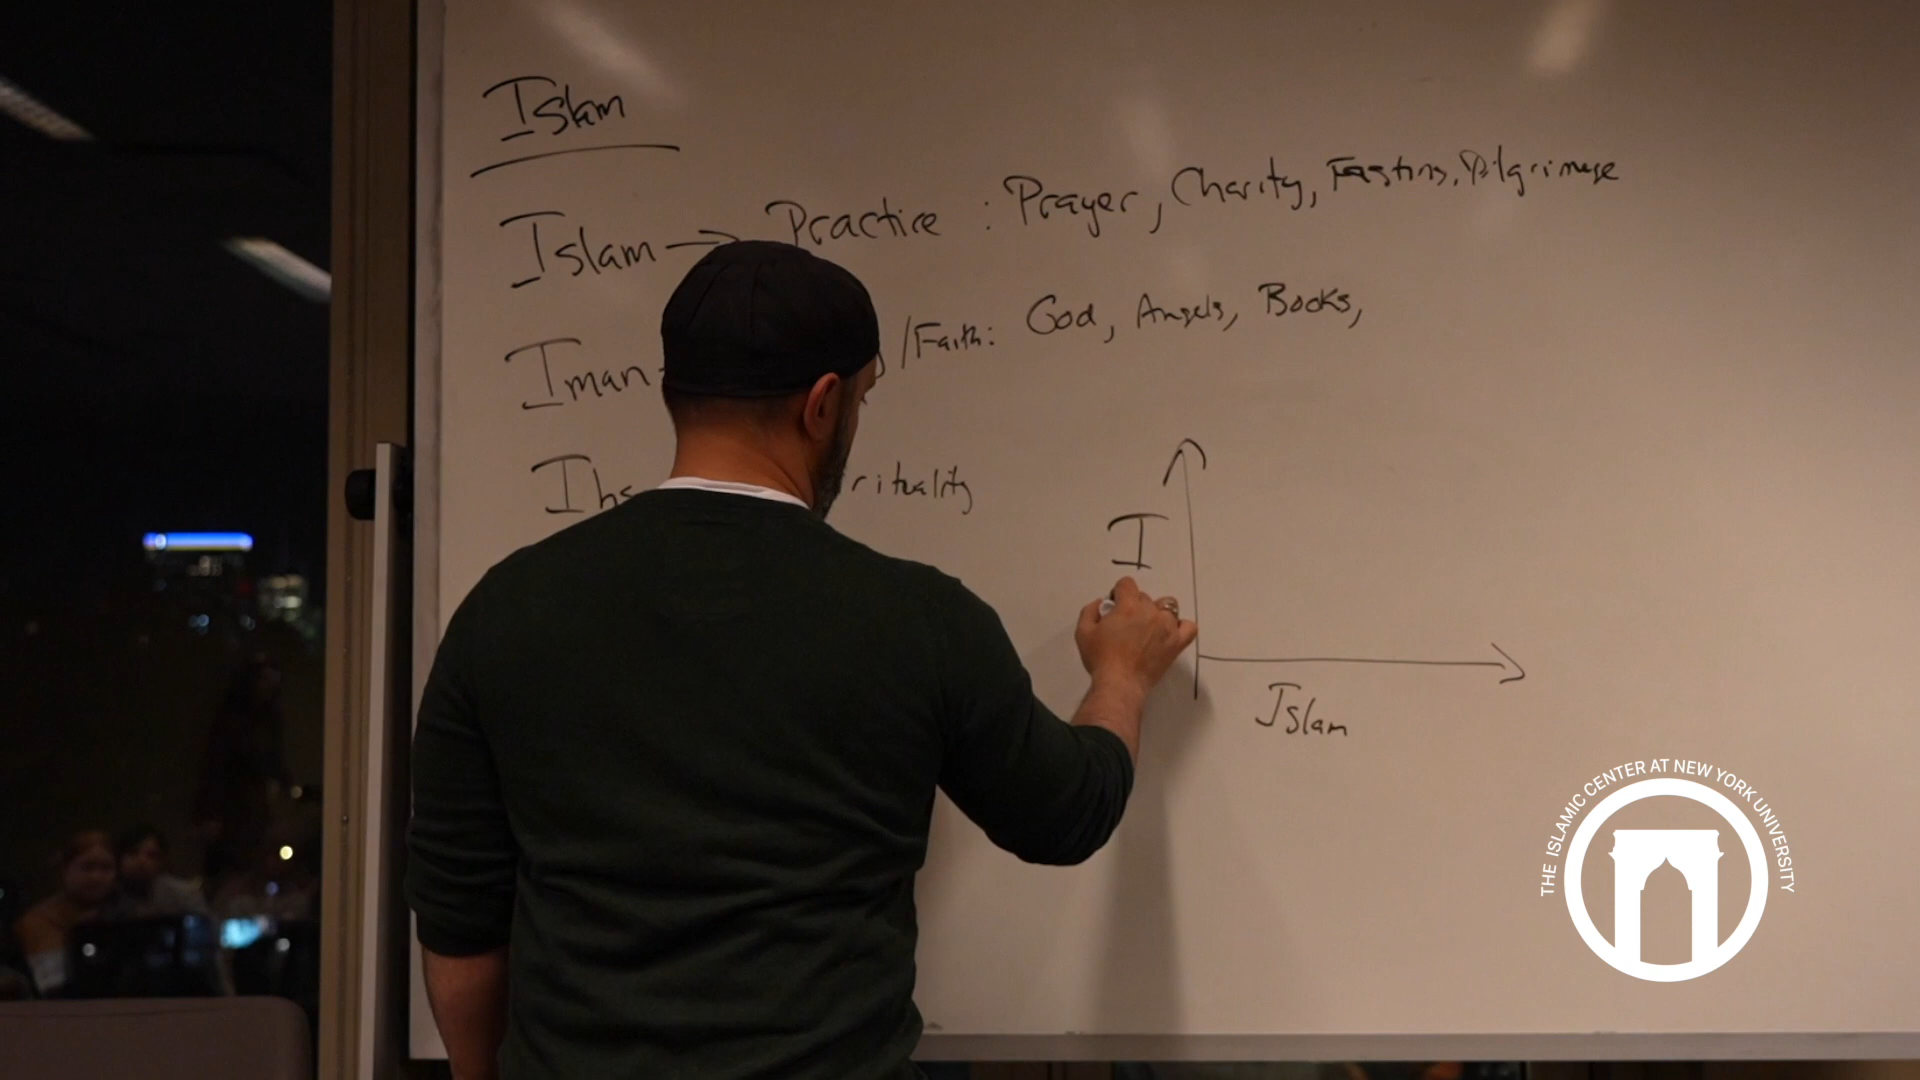 Islam
Islam → Practice : Prayer, Charity, Fasting, Pilgrimage
Iman /Faith: God, Angels, Books,
rituality
I
Islam
THE ISLAMIC CENTER AT NEW YORK UNIVERSITY